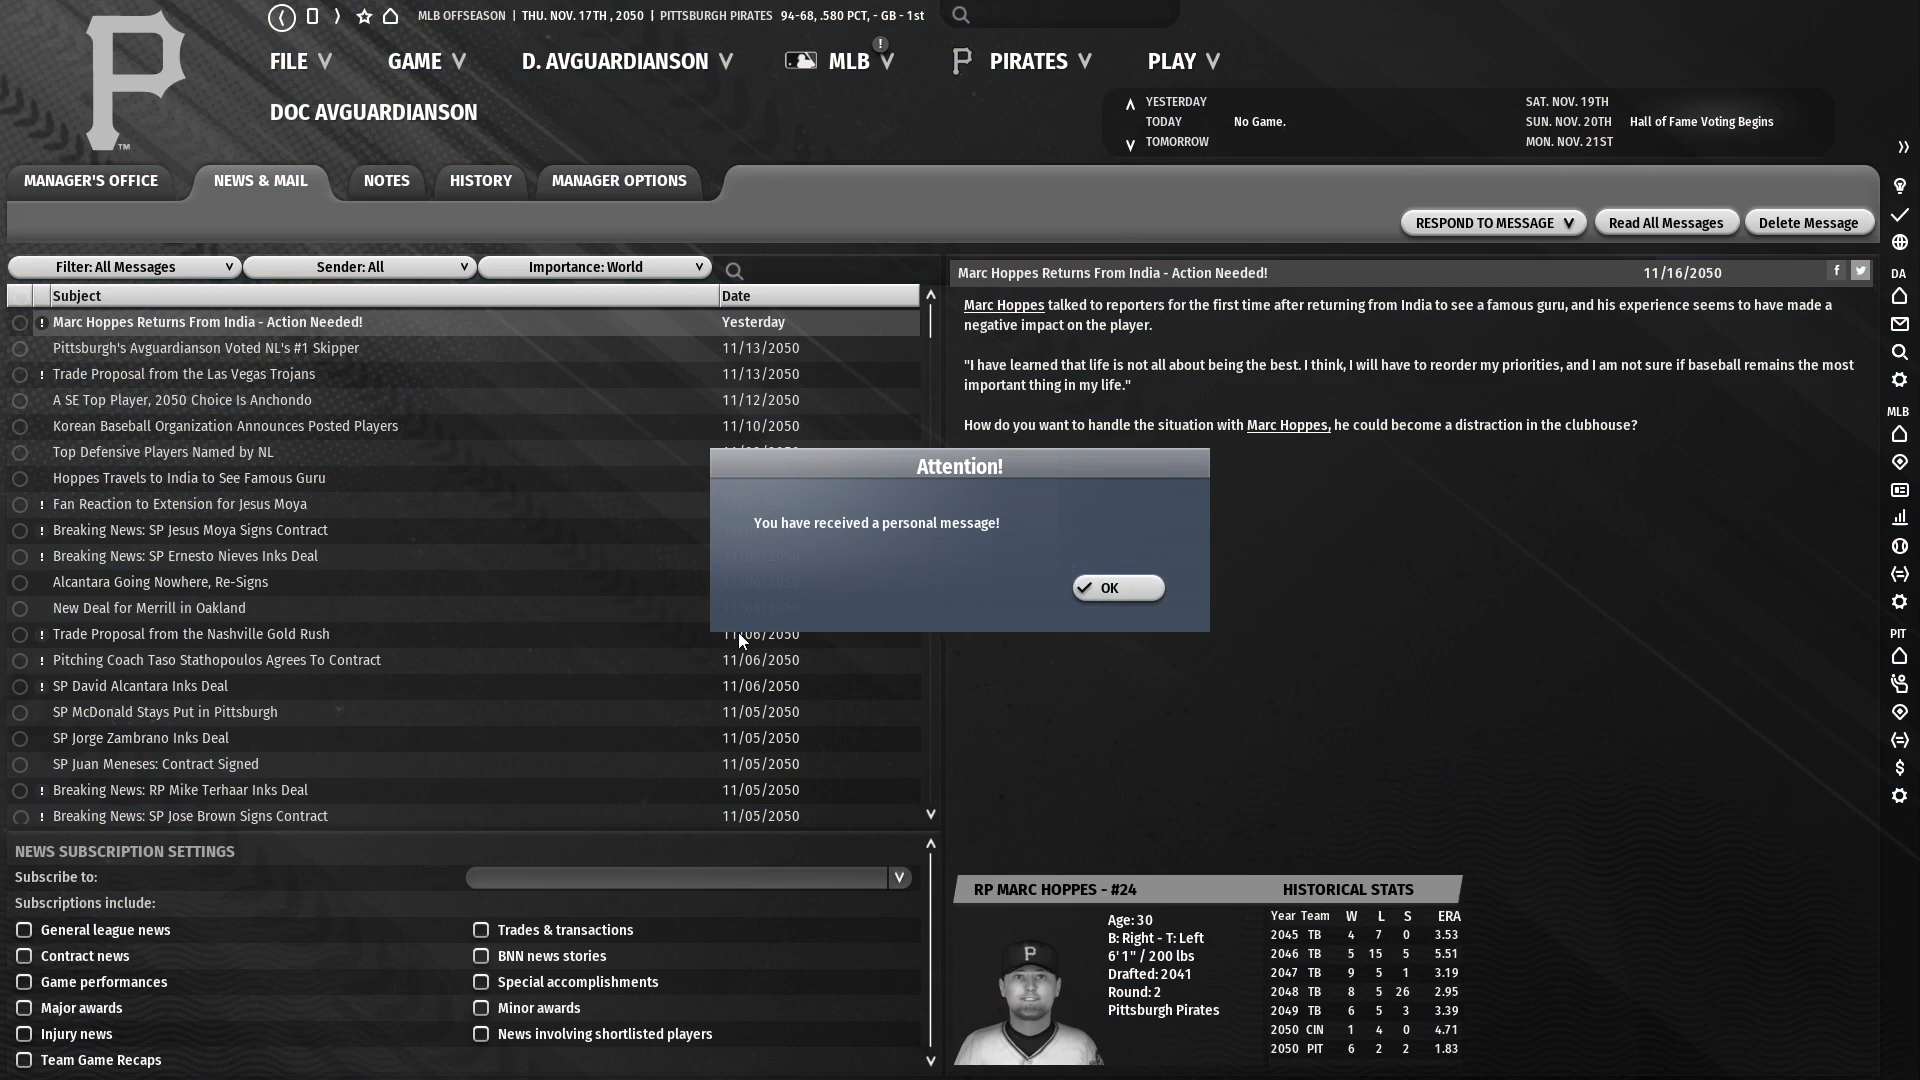 MLB OFFSEASON | THU. NOV. 17TH , 2050 | PITTSBURGH PIRATES 94-68, .580 PCT, - GB - 1st
FILE GAME D. AVGUARDIANSON MLB ! PIRATES PLAY
P
TM
DOC AVGUARDIANSON
YESTERDAY
TODAY No Game.
TOMORROW
SAT. NOV. 19TH
SUN. NOV. 20TH Hall of Fame Voting Begins
MON. NOV. 21ST
MANAGER'S OFFICE NEWS & MAIL NOTES HISTORY MANAGER OPTIONS
RESPOND TO MESSAGE Read All Messages Delete Message
Filter: All Messages Sender: All Importance: World
Subject Date
! Marc Hoppes Returns From India - Action Needed! Yesterday
Pittsburgh's Avguardianson Voted NL's #1 Skipper 11/13/2050
! Trade Proposal from the Las Vegas Trojans 11/13/2050
A SE Top Player, 2050 Choice Is Anchondo 11/12/2050
Korean Baseball Organization Announces Posted Players 11/10/2050
Top Defensive Players Named by NL
Hoppes Travels to India to See Famous Guru
! Fan Reaction to Extension for Jesus Moya
! Breaking News: SP Jesus Moya Signs Contract
! Breaking News: SP Ernesto Nieves Inks Deal
Alcantara Going Nowhere, Re-Signs
New Deal for Merrill in Oakland
! Trade Proposal from the Nashville Gold Rush 11/06/2050
! Pitching Coach Taso Stathopoulos Agrees To Contract 11/06/2050
! SP David Alcantara Inks Deal 11/06/2050
SP McDonald Stays Put in Pittsburgh 11/05/2050
SP Jorge Zambrano Inks Deal 11/05/2050
SP Juan Meneses: Contract Signed 11/05/2050
! Breaking News: RP Mike Terhaar Inks Deal 11/05/2050
! Breaking News: SP Jose Brown Signs Contract 11/05/2050
Marc Hoppes Returns From India - Action Needed! 11/16/2050
Marc Hoppes talked to reporters for the first time after returning from India to see a famous guru, and his experience seems to have made a
negative impact on the player.
"I have learned that life is not all about being the best. I think, I will have to reorder my priorities, and I am not sure if baseball remains the most
important thing in my life."
How do you want to handle the situation with Marc Hoppes, he could become a distraction in the clubhouse?
Attention!
You have received a personal message!
OK
NEWS SUBSCRIPTION SETTINGS
Subscribe to:
Subscriptions include:
General league news Trades & transactions
Contract news BNN news stories
Game performances Special accomplishments
Major awards Minor awards
Injury news News involving shortlisted players
Team Game Recaps
RP MARC HOPPES - #24 HISTORICAL STATS
Age: 30
B: Right - T: Left
6' 1" / 200 lbs
Drafted: 2041
Round: 2
Pittsburgh Pirates
Year Team W L S ERA
2045 TB 4 7 0 3.53
2046 TB 5 15 5 5.51
2047 TB 9 5 1 3.19
2048 TB 8 5 26 2.95
2049 TB 6 5 3 3.39
2050 CIN 1 4 0 4.71
2050 PIT 6 2 2 1.83
DA
MLB
PIT